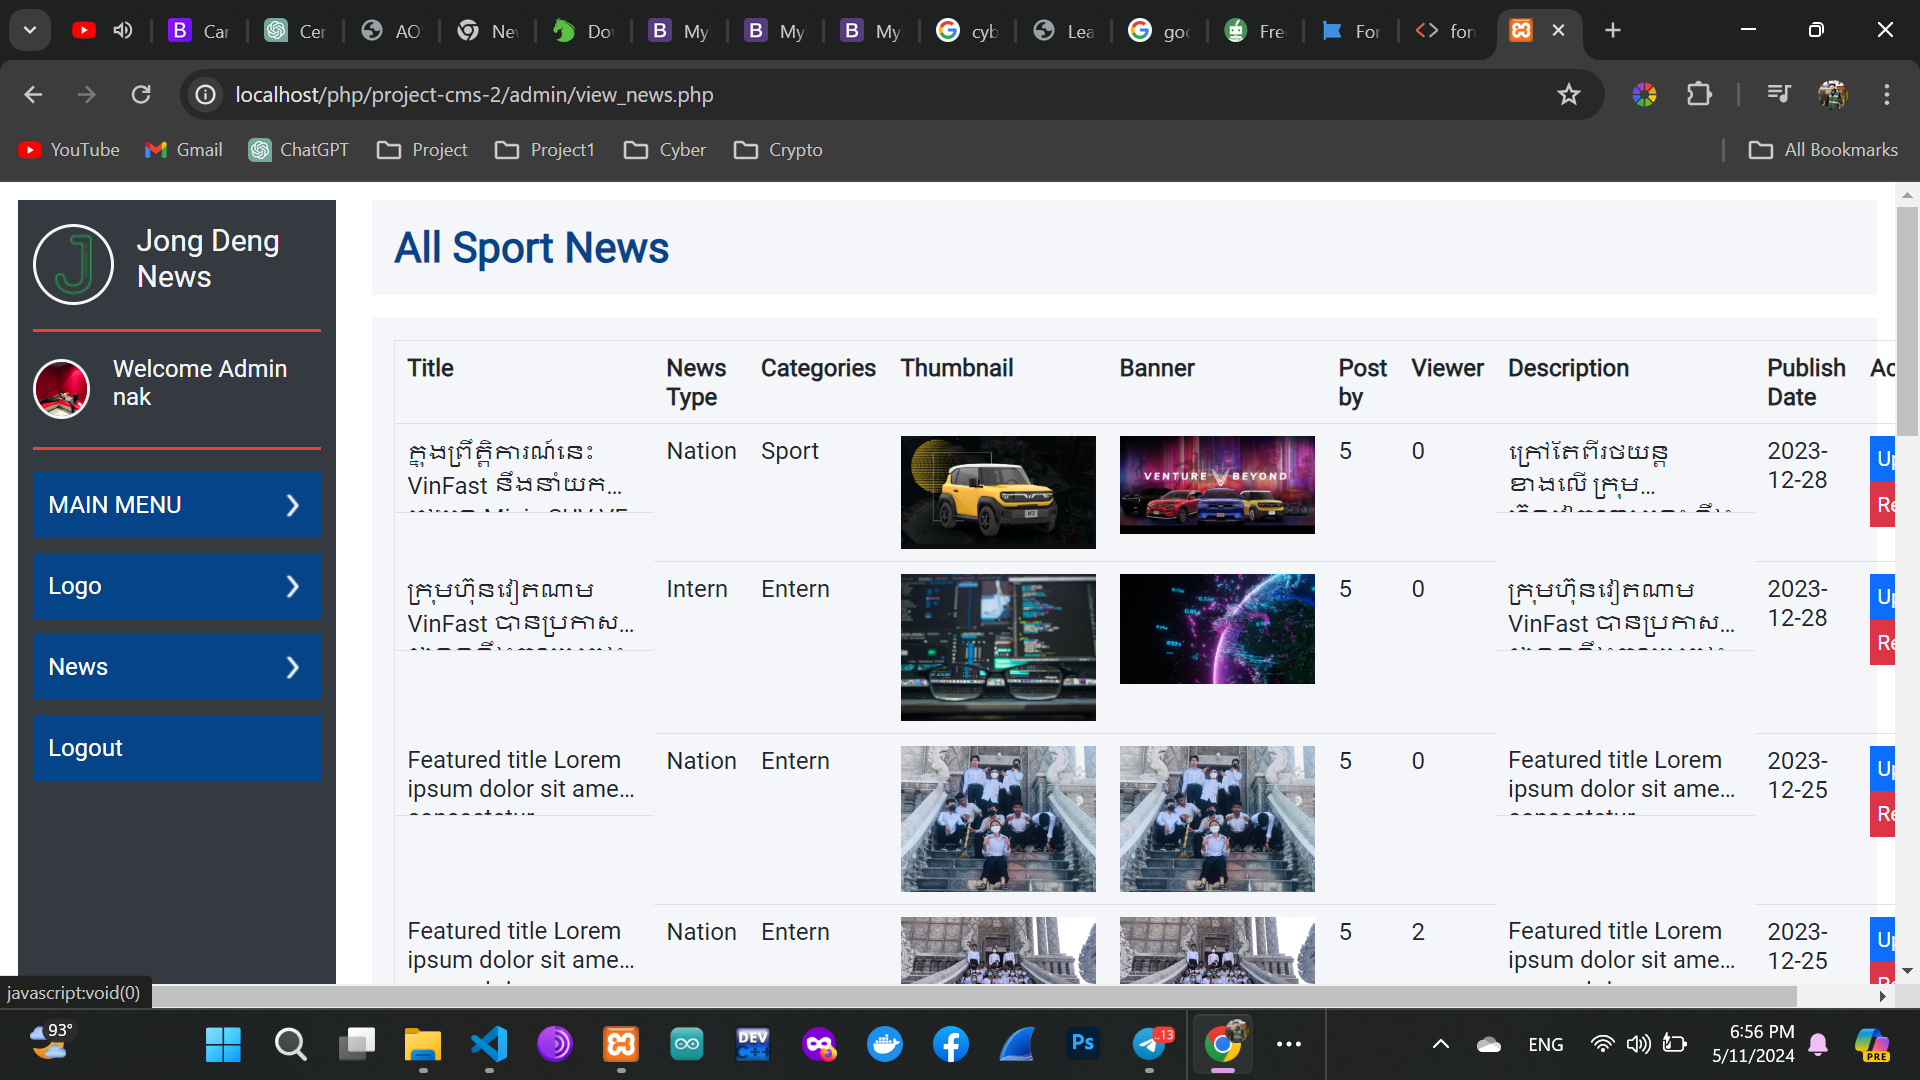 Car
Cer
AO
Nev
Do
My
My
My
cyb
Lea
goo
Fre
For
fon
localhost/php/project-cms-2/admin/view_news.php
YouTube
Gmail
ChatGPT
Project
Project1
Cyber
Crypto
All Bookmarks
Jong Deng
News
Welcome Admin
nak
MAIN MENU
Logo
News
Logout
All Sport News
Title
News Type
Categories
Thumbnail
Banner
Post by
Viewer
Description
Publish Date
Ac
ក្នុងព្រឹត្តិការណ៍នេះ
VinFast នឹងនាំយក...
Nation
Sport
VENTURE BEYOND
5
0
ក្រៅតែពីរថយន្ត
ខាងលើ ក្រុម...
2023-
12-28
Up
Re
ក្រុមហ៊ុនវៀតណាម
VinFast បានប្រកាស...
Intern
Entern
5
0
ក្រុមហ៊ុនវៀតណាម
VinFast បានប្រកាស...
2023-
12-28
Up
Re
Featured title Lorem
ipsum dolor sit ame...
Nation
Entern
5
0
Featured title Lorem
ipsum dolor sit ame...
2023-
12-25
Up
Re
Featured title Lorem
ipsum dolor sit ame...
Nation
Entern
5
2
Featured title Lorem
ipsum dolor sit ame...
2023-
12-25
Up
javascript:void(0)
93°
DEV
C++
Ps
..13
ENG
6:56 PM
5/11/2024
PRE